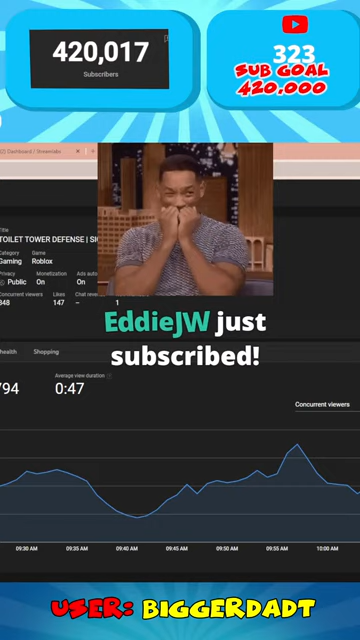 420,017
Subscribers
323
SUB GOAL
420,000
Dashboard / Streamlabs
Title
TOILET TOWER DEFENSE |
Category
Game
Gaming
Roblox
Privacy
Monetization
Public
On
On
Concurrent viewers
Likes
348
147
–
1
EddieJW just
subscribed!
health
Shopping
Average view duration
794
0:47
Concurrent viewers
09:30 AM
09:35 AM
09:40 AM
09:45 AM
09:50 AM
09:55 AM
10:00 AM
USER: BIGGERDADT